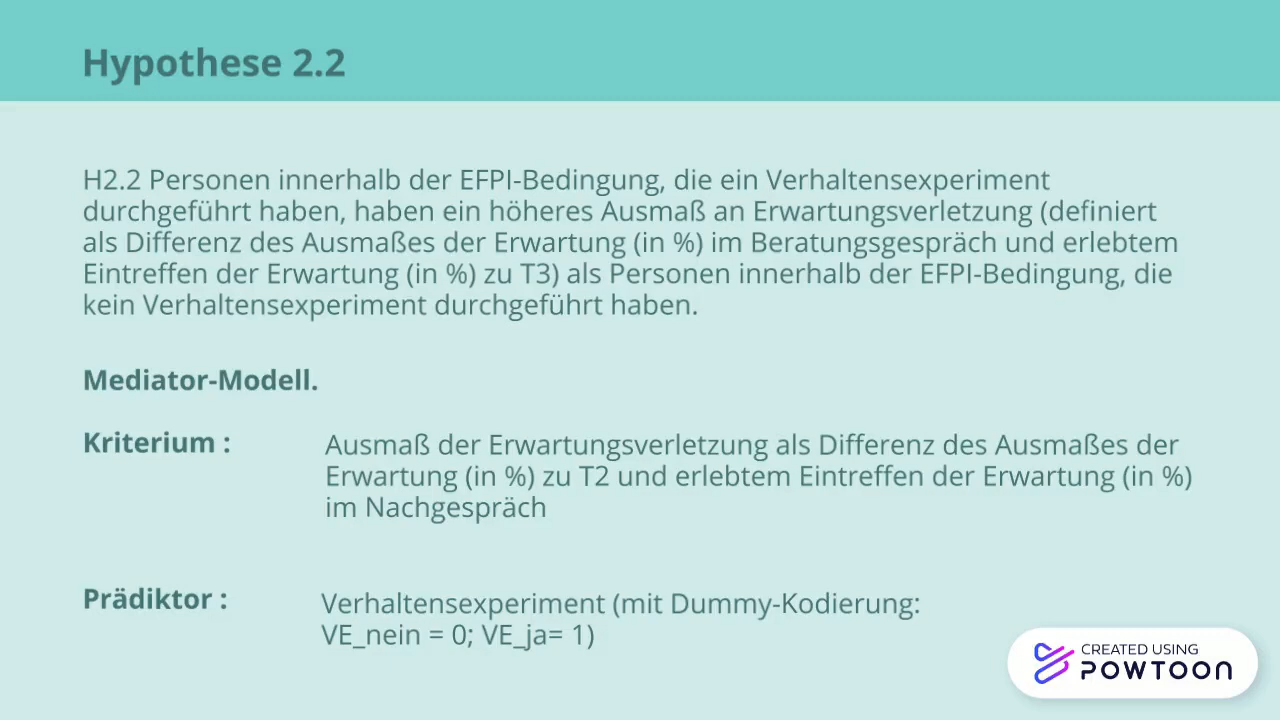 Hypothese 2.2
H2.2 Personen innerhalb der EFPI-Bedingung, die ein Verhaltensexperiment
durchgeführt haben, haben ein höheres Ausmaß an Erwartungsverletzung (definiert
als Differenz des Ausmaßes der Erwartung (in %) im Beratungsgespräch und erlebtem
Eintreffen der Erwartung (in %) zu T3) als Personen innerhalb der EFPI-Bedingung, die
kein Verhaltensexperiment durchgeführt haben.
Mediator-Modell.
Kriterium :
Ausmaß der Erwartungsverletzung als Differenz des Ausmaßes der
Erwartung (in %) zu T2 und erlebtem Eintreffen der Erwartung (in %)
im Nachgespräch
Prädiktor :
Verhaltensexperiment (mit Dummy-Kodierung:
VE_nein = 0; VE_ja= 1)
CREATED USING
POWTOON